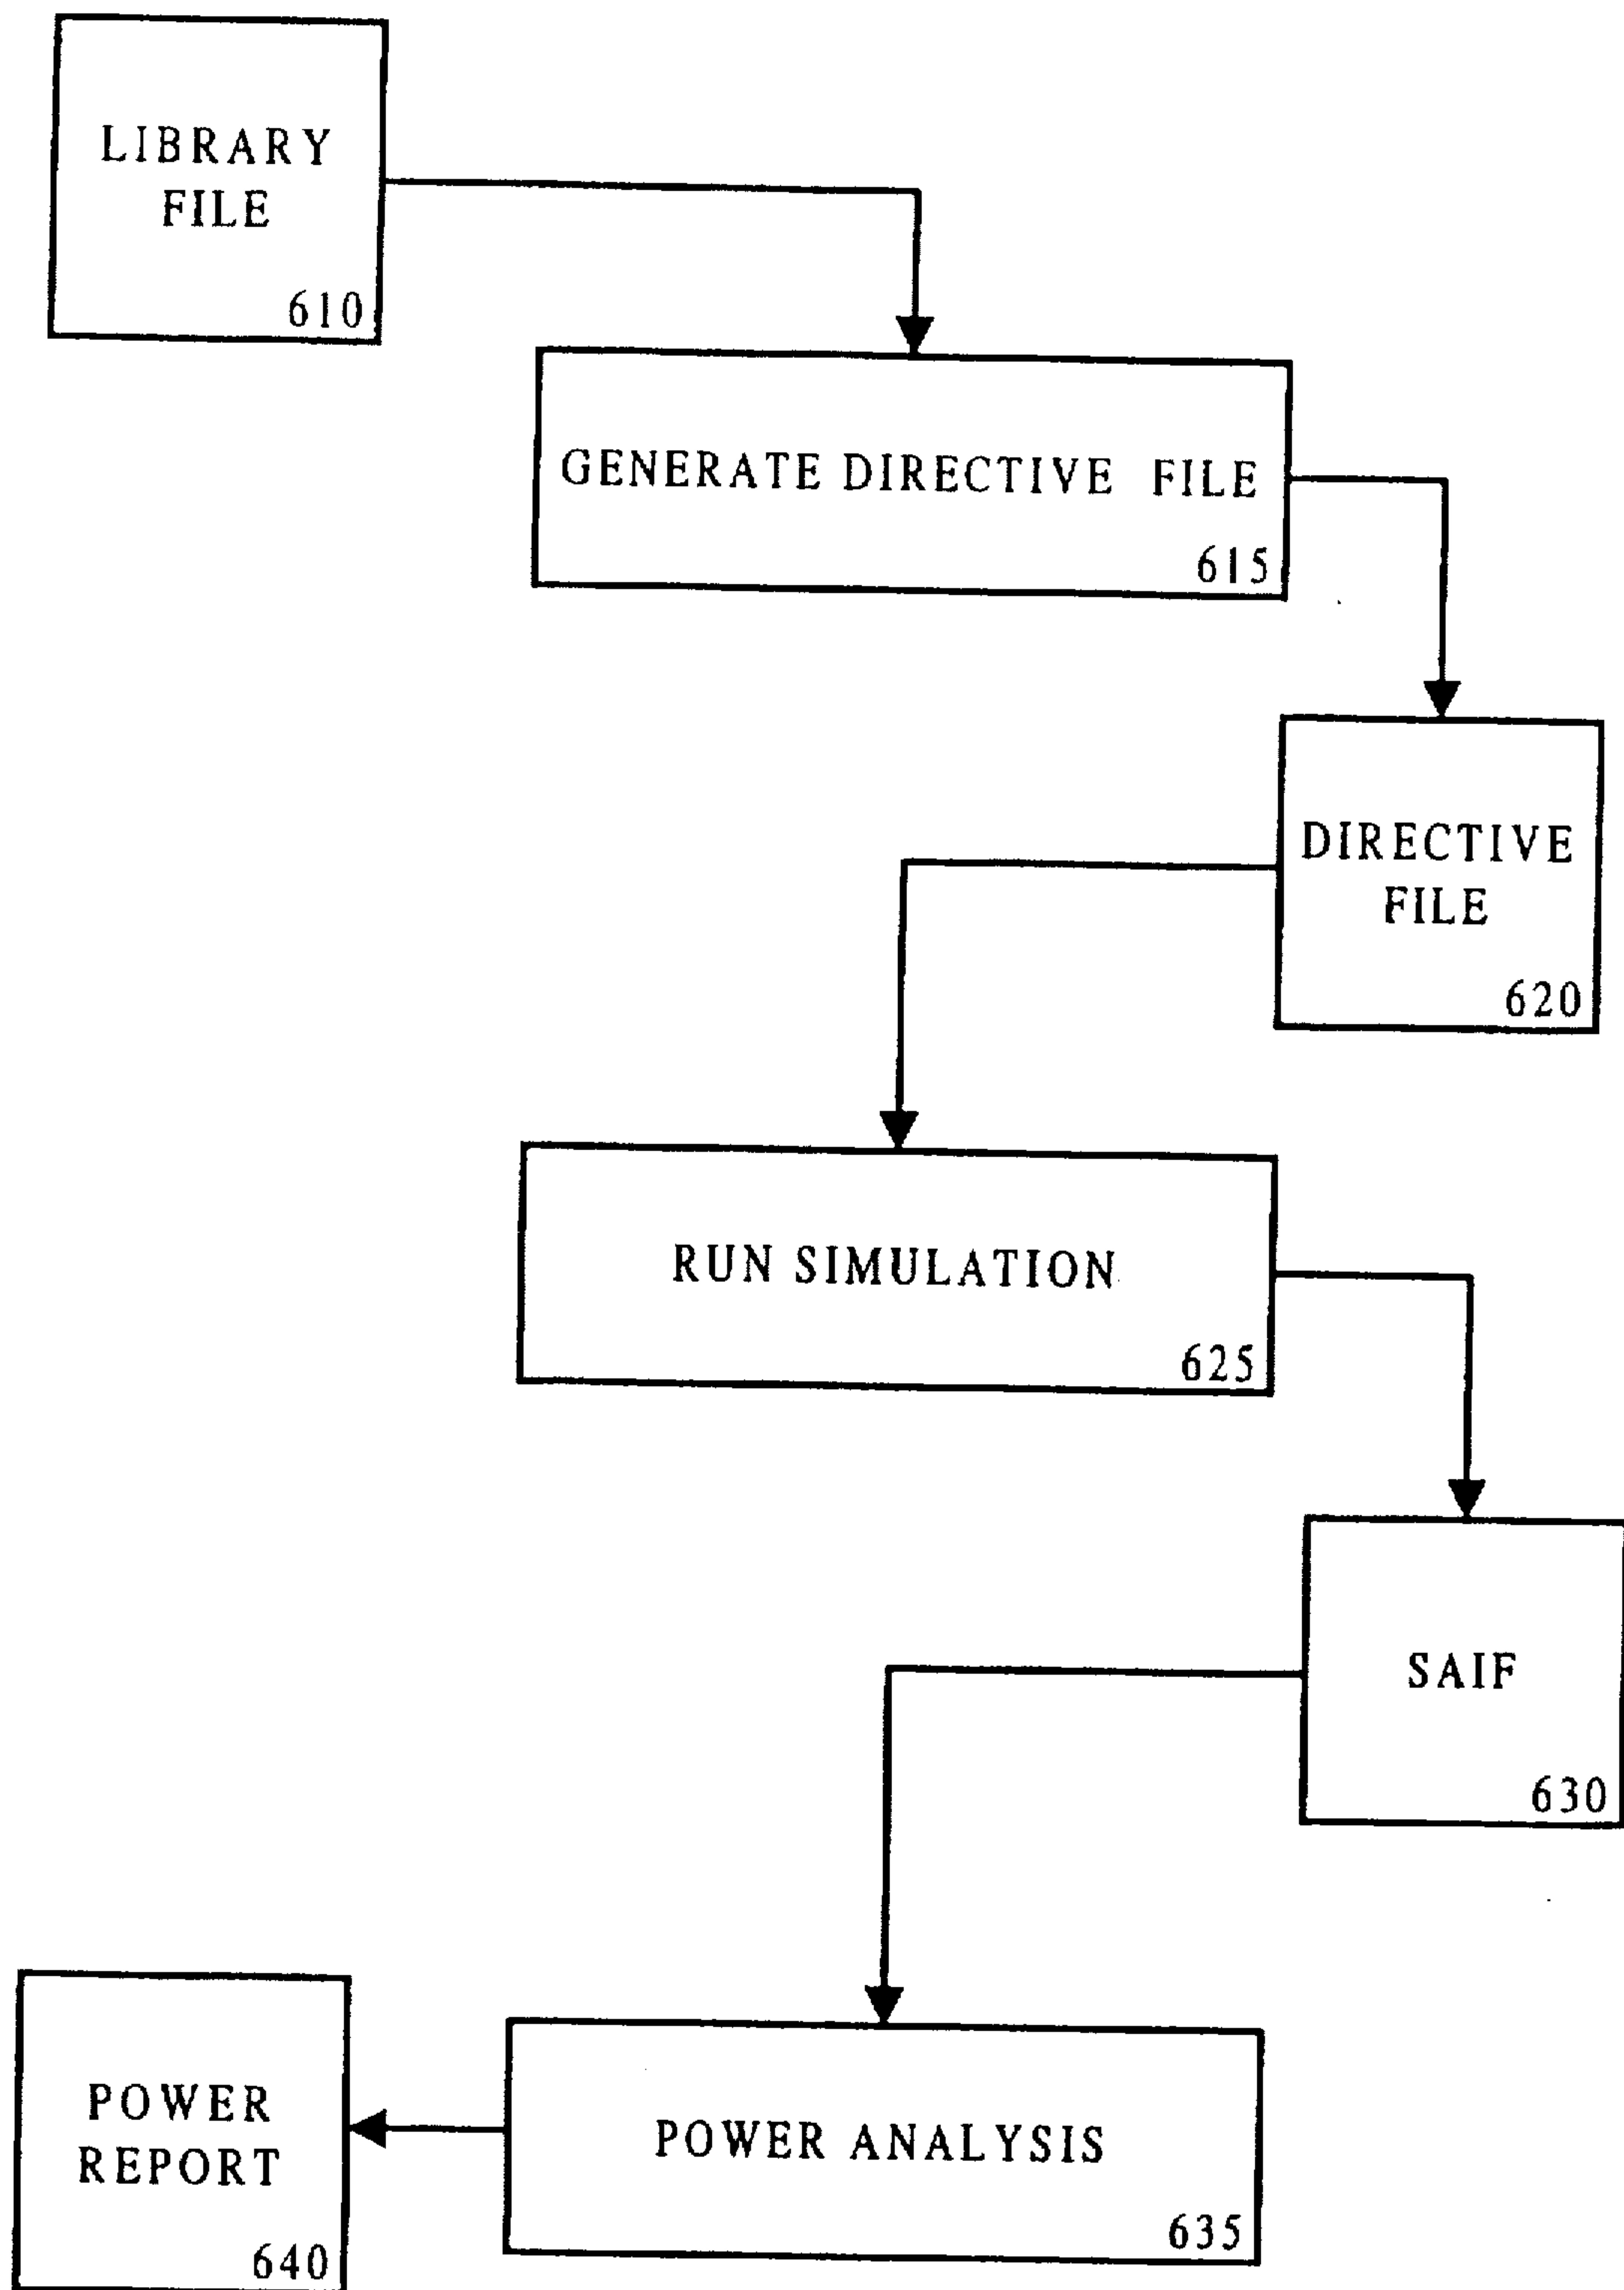 LIBRARY
FILE
610
GENERATE DIRECTIVE FILE
615
DIRECTIVE
FILE
620
RUN SIMULATION
625
SAIF
630
POWER
REPORT
640
POWER ANALYSIS
635